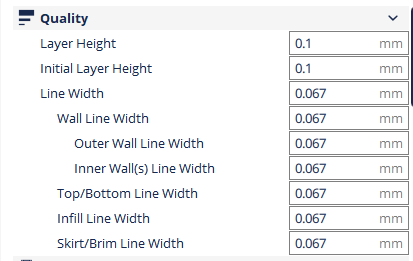 Quality
Layer Height 0.1 mm
Initial Layer Height 0.1 mm
Line Width 0.067 mm
Wall Line Width 0.067 mm
Outer Wall Line Width 0.067 mm
Inner Wall(s) Line Width 0.067 mm
Top/Bottom Line Width 0.067 mm
Infill Line Width 0.067 mm
Skirt/Brim Line Width 0.067 mm